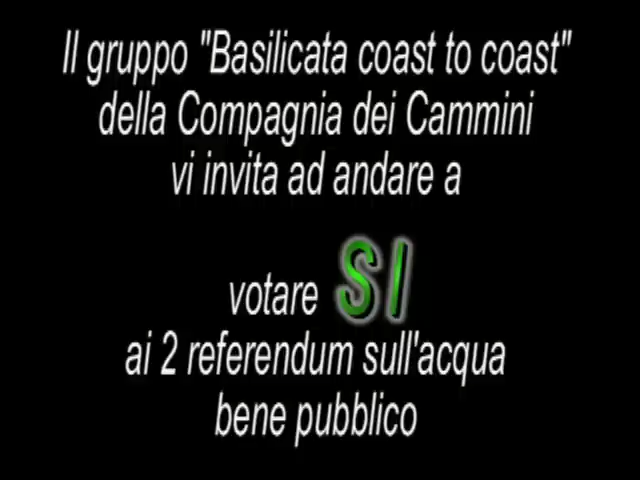 Il gruppo "Basilicata coast to coast"
della Compagnia dei Cammini
vi invita ad andare a
votare SI
ai 2 referendum sull'acqua
bene pubblico